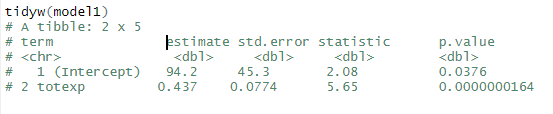 tidyw(model1)
# A tibble: 2 x 5
# term estimate std.error statistic p.value
# <chr> <dbl> <dbl> <dbl> <dbl>
# 1 (Intercept) 94.2 45.3 2.08 0.0376
# 2 totexp 0.437 0.0774 5.65 0.0000000164